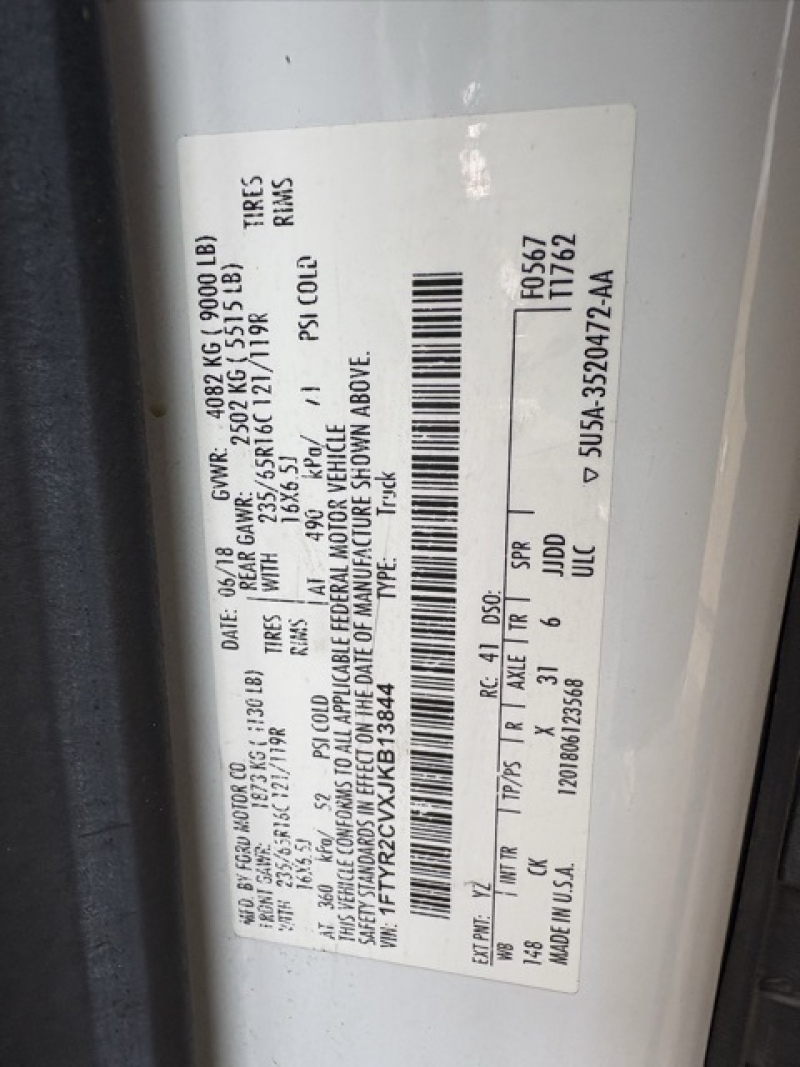 MFD. BY FORD MOTOR CO DATE: 06/18 GVWR: 4082 KG ( 9000 LB)
FRONT GAWR: 1873 KG ( 4130 LB) REAR GAWR: 2502 KG ( 5515 LB)
WITH 235/65R16C 121/119R TIRES WITH 235/65R16C 121/119R TIRES
16X6.5J RIMS 16X6.5J RIMS
AT 360 kPa/ 52 PSI COLD AT 490 kPa/ 71 PSI COLD
THIS VEHICLE CONFORMS TO ALL APPLICABLE FEDERAL MOTOR VEHICLE
SAFETY STANDARDS IN EFFECT ON THE DATE OF MANUFACTURE SHOWN ABOVE.
VIN: 1FTYR2CVXJKB13844 TYPE: Truck
EXT PNT: YZ RC: 41 DSO:
WB INT TR TP/PS R AXLE TR SPR F0567
148 CK X 31 6 JJDD T1762
MADE IN U.S.A. 1201806123568 ULC ▽ 5U5A-3520472-AA